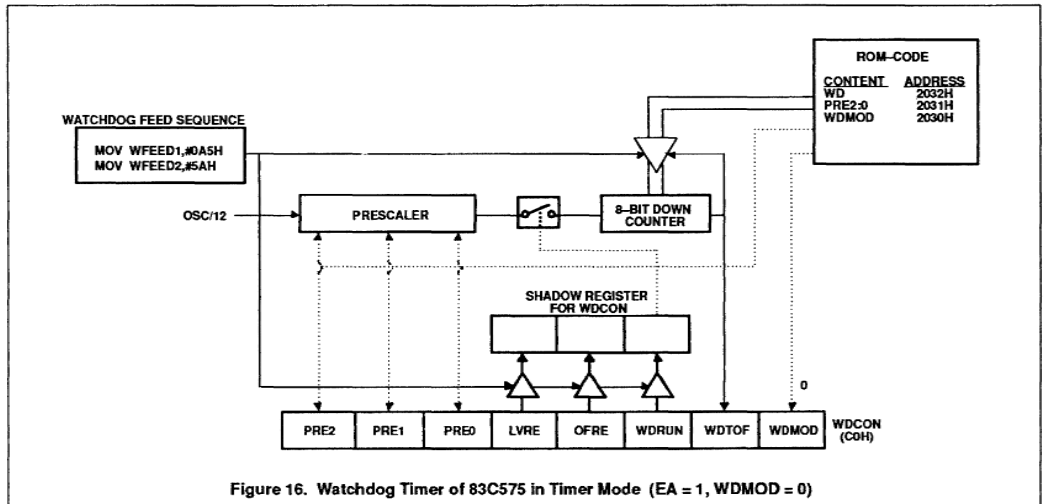 ROM–CODE
CONTENT ADDRESS
WD 2032H
PRE2:0 2031H
WDMOD 2030H
WATCHDOG FEED SEQUENCE
MOV WFEED1,#0A5H
MOV WFEED2,#5AH
OSC/12
PRESCALER
8–BIT DOWN
COUNTER
SHADOW REGISTER
FOR WDCON
0
PRE2 PRE1 PRE0 LVRE OFRE WDRUN WDTOF WDMOD
WDCON
(C0H)
Figure 16. Watchdog Timer of 83C575 in Timer Mode (EA = 1, WDMOD = 0)